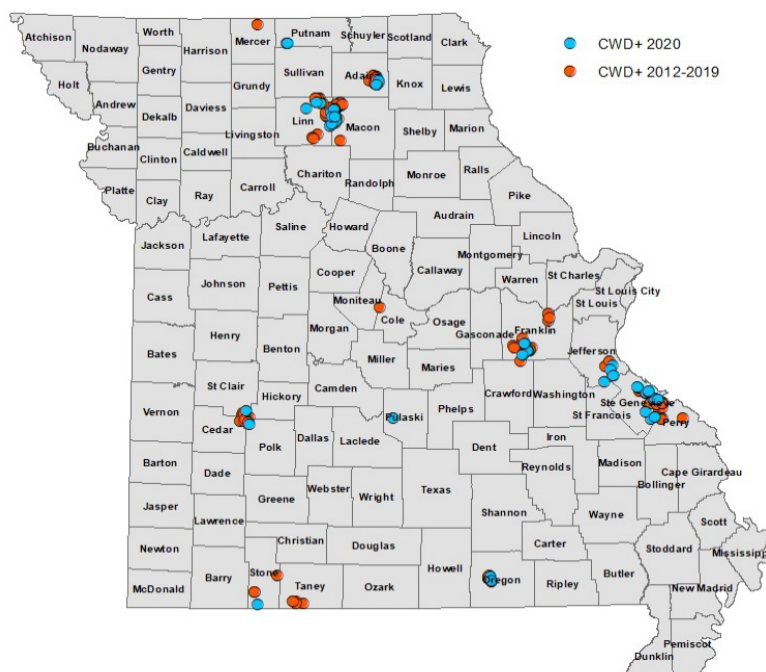 CWD+ 2020
CWD+ 2012-2019
Atchison
Nodaway
Worth
Harrison
Mercer
Putnam
Schuyler
Scotland
Clark
Holt
Gentry
Sullivan
Adair
Knox
Lewis
Andrew
Grundy
Daviess
Dekalb
Linn
Macon
Shelby
Marion
Livingston
Buchanan
Clinton
Caldwell
Chariton
Randolph
Monroe
Ralls
Platte
Clay
Ray
Carroll
Pike
Saline
Howard
Audrain
Jackson
Lafayette
Boone
Lincoln
Cooper
Callaway
Montgomery
Warren
St Charles
Johnson
Pettis
St Louis City
Cass
Moniteau
St Louis
Morgan
Cole
Osage
Gasconade
Franklin
Henry
Benton
Bates
Miller
Maries
Jefferson
St Clair
Hickory
Camden
Crawford
Washington
Ste Genevieve
Vernon
Cedar
Pulaski
Phelps
St Francois
Perry
Polk
Dallas
Laclede
Dent
Iron
Barton
Dade
Reynolds
Madison
Cape Girardeau
Bollinger
Greene
Webster
Wright
Texas
Jasper
Shannon
Wayne
Lawrence
Scott
Christian
Douglas
Carter
Stoddard
Mississippi
Newton
Barry
Stone
Howell
Oregon
McDonald
Taney
Ozark
Ripley
Butler
New Madrid
Pemiscot
Dunklin